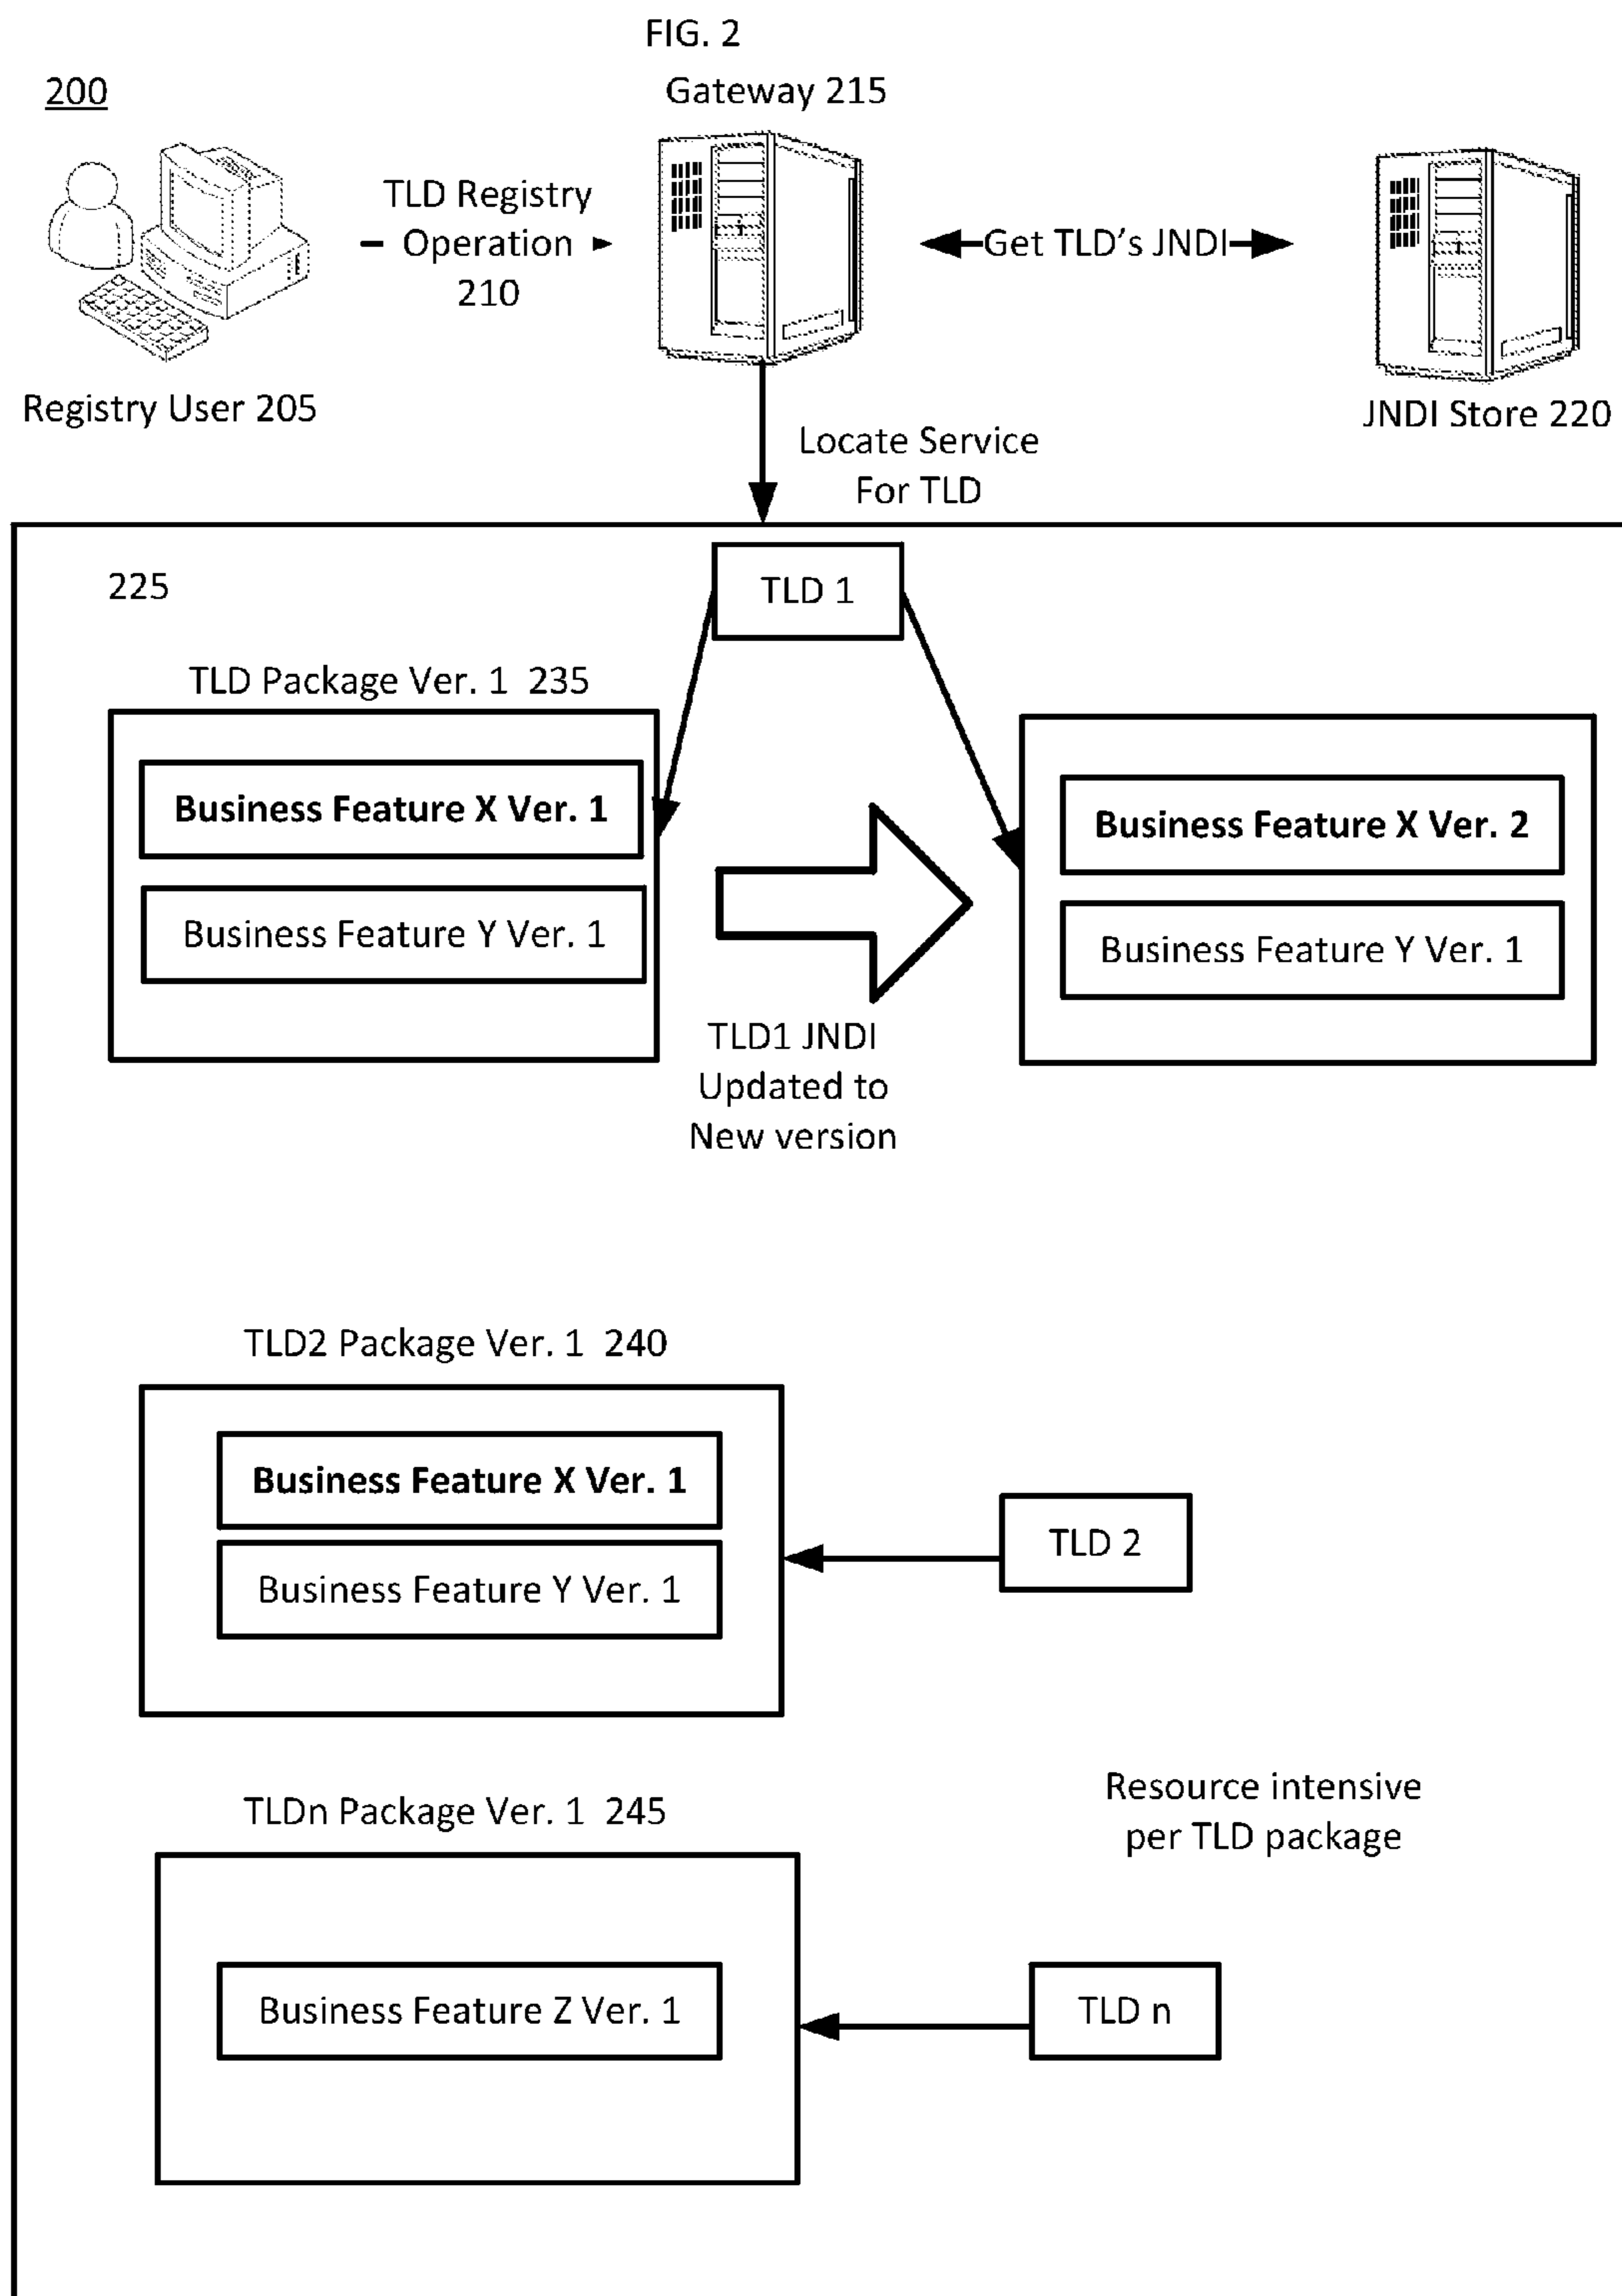 FIG. 2
200
Gateway 215
TLD Registry
Operation
210
Get TLD's JNDI
Registry User 205
JNDI Store 220
Locate Service
For TLD
225
TLD 1
TLD Package Ver. 1 235
Business Feature X Ver. 1
Business Feature Y Ver. 1
Business Feature X Ver. 2
Business Feature Y Ver. 1
TLD1 JNDI
Updated to
New version
TLD2 Package Ver. 1 240
Business Feature X Ver. 1
Business Feature Y Ver. 1
TLD 2
Resource intensive
per TLD package
TLDn Package Ver. 1 245
Business Feature Z Ver. 1
TLD n